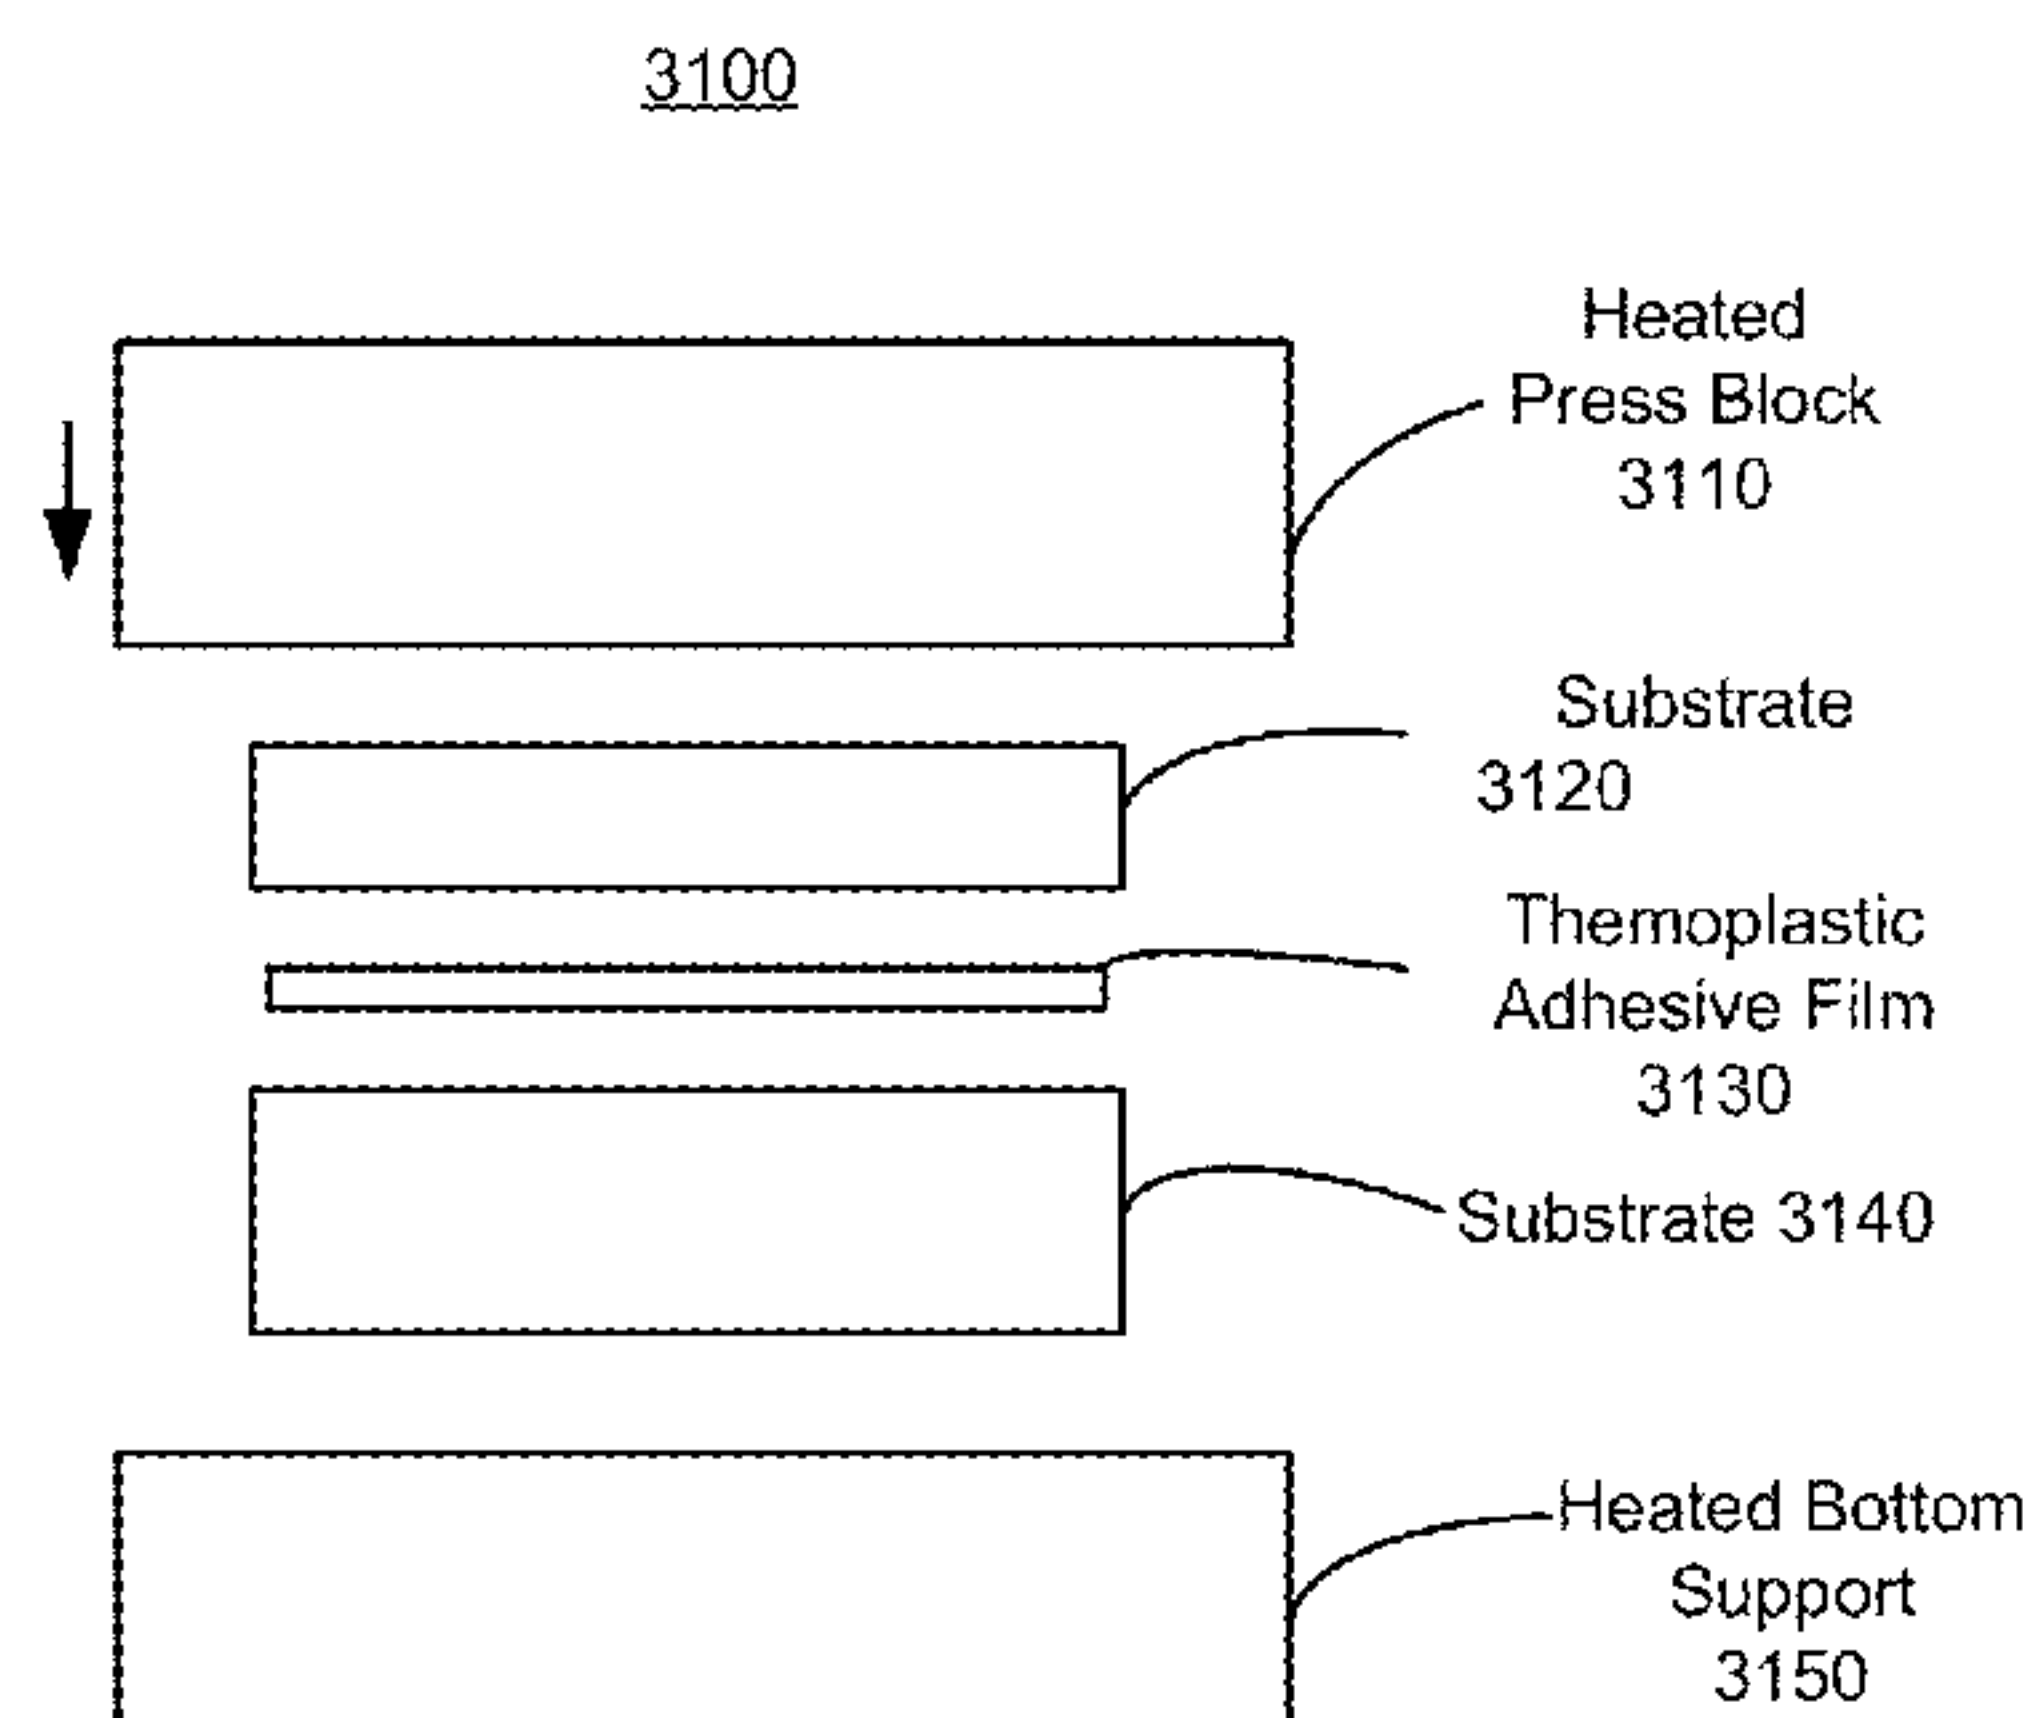 3100
Heated
Press Block
3110
Substrate
3120
Themoplastic
Adhesive Film
3130
Substrate 3140
Heated Bottom
Support
3150